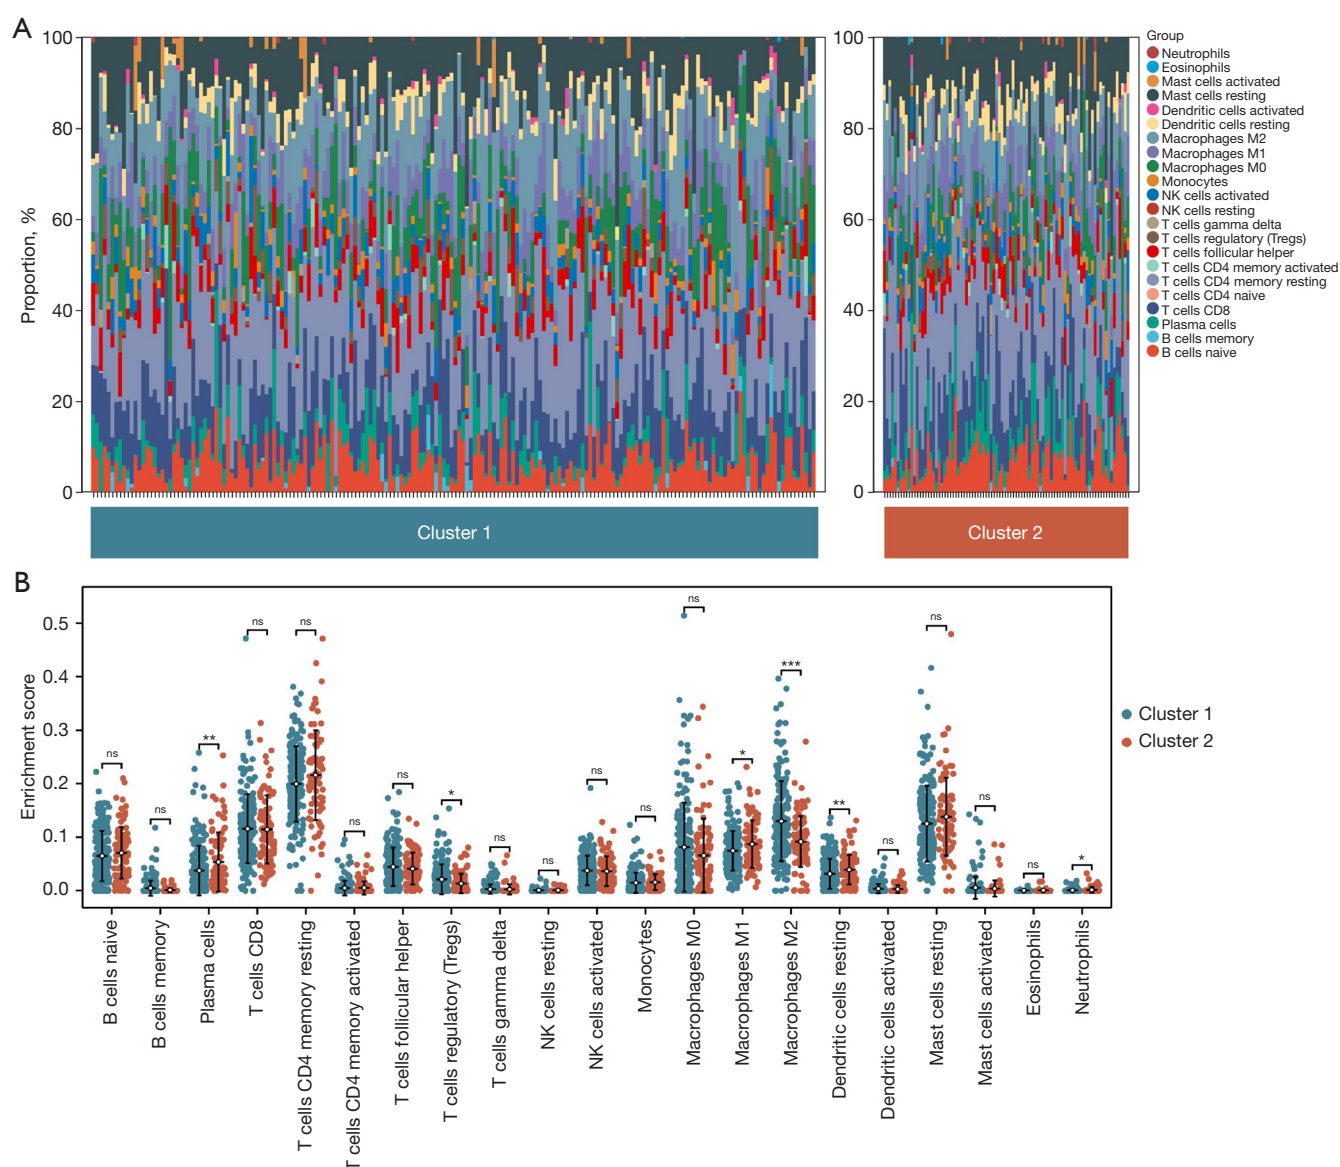 A
100
80
60
40
20
0
Proportion, %
Cluster 1
100
80
60
40
20
0
Cluster 2
Group
Neutrophils
Eosinophils
Mast cells activated
Mast cells resting
Dendritic cells activated
Dendritic cells resting
Macrophages M2
Macrophages M1
Macrophages M0
Monocytes
NK cells activated
NK cells resting
T cells gamma delta
T cells regulatory (Tregs)
T cells follicular helper
T cells CD4 memory activated
T cells CD4 memory resting
T cells CD4 naive
T cells CD8
Plasma cells
B cells memory
B cells naive
B
Enrichment score
0.5
0.4
0.3
0.2
0.1
0.0
ns
ns
**
ns
ns
ns
ns
*
ns
ns
ns
ns
ns
*
***
**
ns
ns
ns
ns
*
B cells naive
B cells memory
Plasma cells
T cells CD8
T cells CD4 memory resting
T cells CD4 memory activated
T cells follicular helper
T cells regulatory (Tregs)
T cells gamma delta
NK cells resting
NK cells activated
Monocytes
Macrophages M0
Macrophages M1
Macrophages M2
Dendritic cells resting
Dendritic cells activated
Mast cells resting
Mast cells activated
Eosinophils
Neutrophils
Cluster 1
Cluster 2